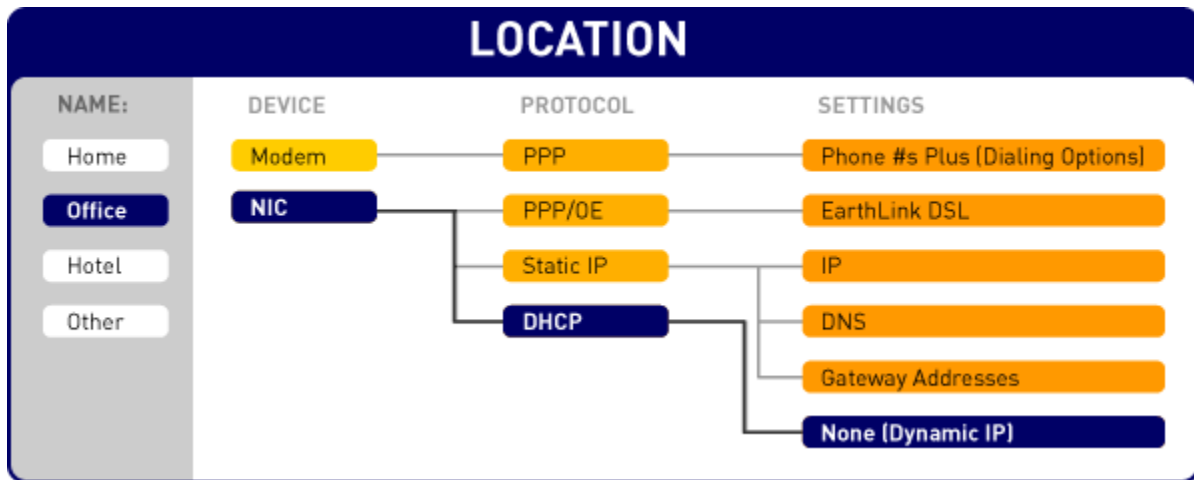 LOCATION
NAME: DEVICE PROTOCOL SETTINGS
Home Modem PPP Phone #s Plus (Dialing Options)
Office NIC PPP/OE EarthLink DSL
Hotel Static IP IP
Other DHCP DNS
Gateway Addresses
None (Dynamic IP)